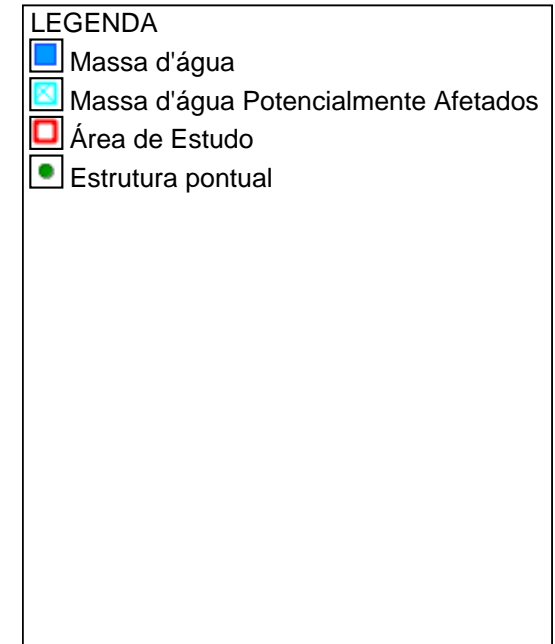 LEGENDA
Massa d'água
Massa d'água Potencialmente Afetados
Área de Estudo
Estrutura pontual